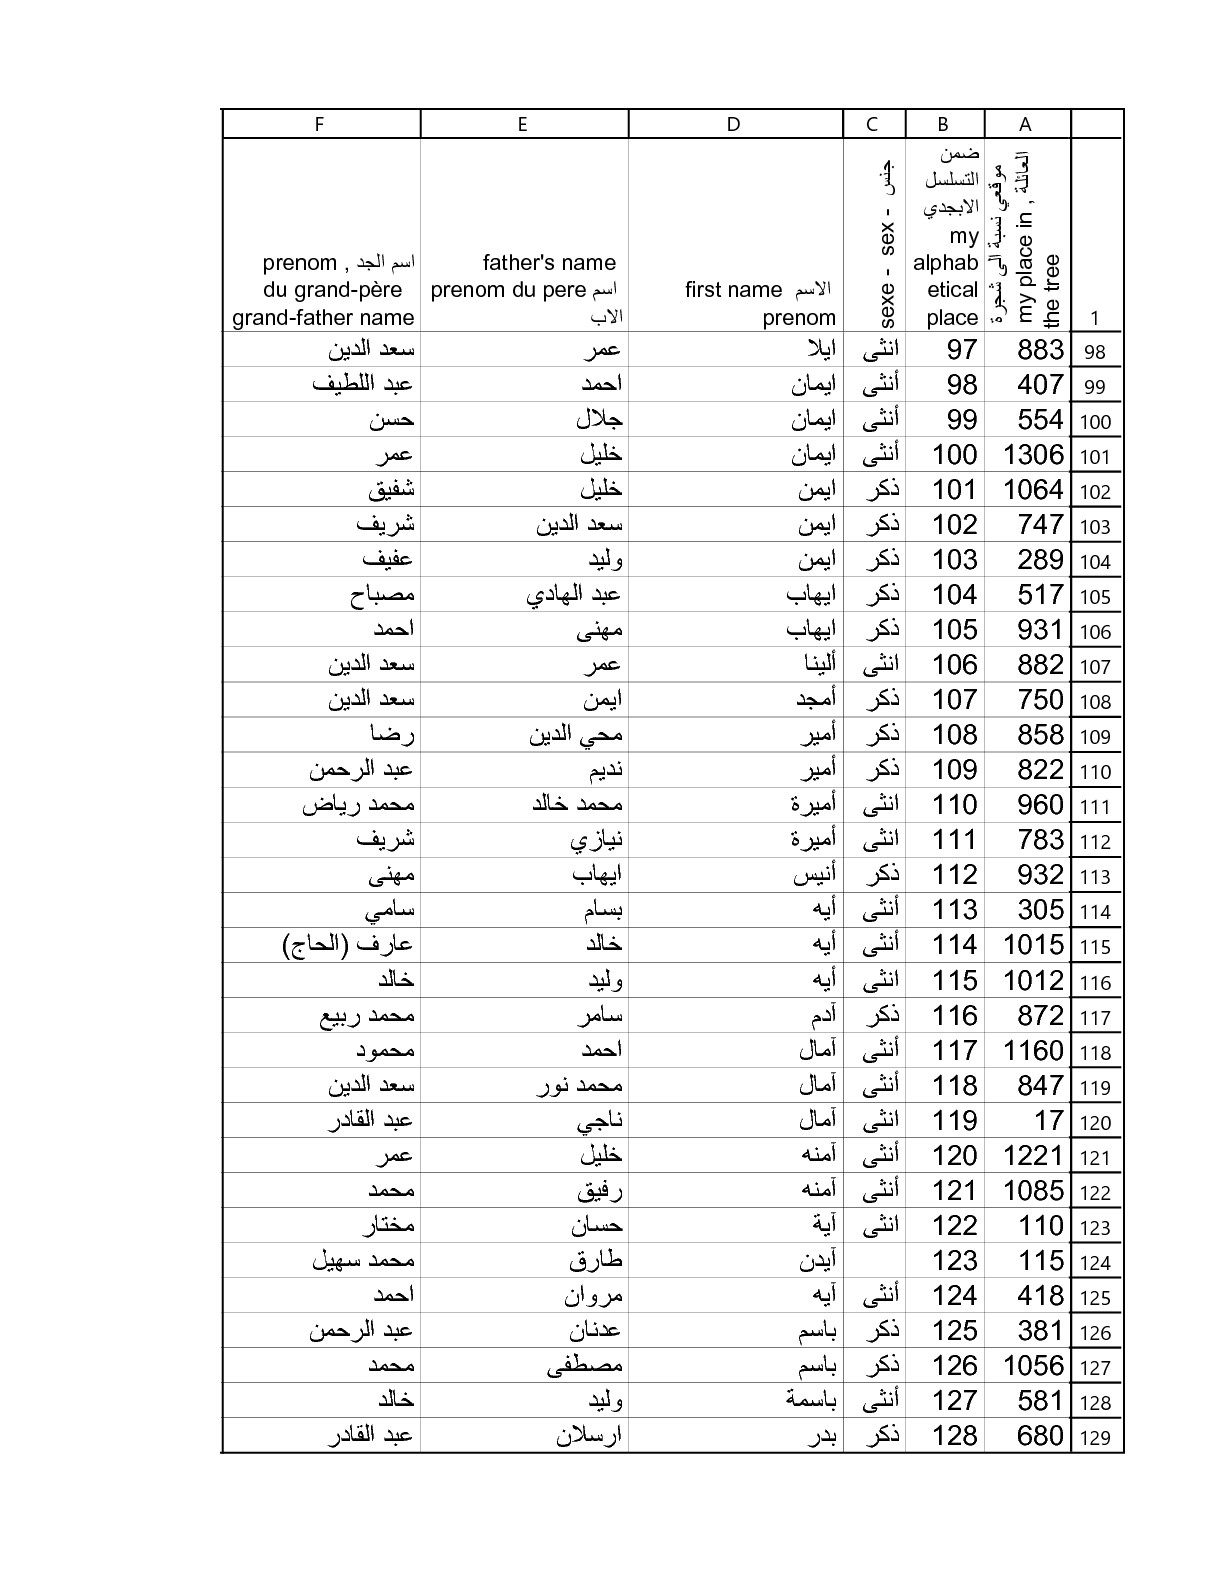 A B C D E F
1 موقعي نسبة الى شجرة العائلة , my place in the tree ضمن التسلسل الابجدي my alphabetical place sexe - sex - جنس first name الاسم prenom father's name prenom du pere اسم الاب prenom , اسم الجد du grand-père grand-father name
98 883 97 انثى ايلا عمر سعد الدين
99 407 98 أنثى ايمان احمد عبد اللطيف
100 554 99 أنثى ايمان جلال حسن
101 1306 100 أنثى ايمان خليل عمر
102 1064 101 ذكر ايمن خليل شفيق
103 747 102 ذكر ايمن سعد الدين شريف
104 289 103 ذكر ايمن وليد عفيف
105 517 104 ذكر ايهاب عبد الهادي مصباح
106 931 105 ذكر ايهاب مهنى احمد
107 882 106 انثى ألينا عمر سعد الدين
108 750 107 ذكر أمجد ايمن سعد الدين
109 858 108 ذكر أمير محي الدين رضا
110 822 109 ذكر أمير نديم عبد الرحمن
111 960 110 انثى أميرة محمد خالد محمد رياض
112 783 111 انثى أميرة نيازي شريف
113 932 112 ذكر أنيس ايهاب مهنى
114 305 113 أنثى أيه بسام سامي
115 1015 114 أنثى أيه خالد عارف (الحاج)
116 1012 115 انثى أيه وليد خالد
117 872 116 ذكر آدم سامر محمد ربيع
118 1160 117 أنثى آمال احمد محمود
119 847 118 أنثى آمال محمد نور سعد الدين
120 17 119 انثى آمال ناجي عبد القادر
121 1221 120 أنثى آمنه خليل عمر
122 1085 121 أنثى آمنه رفيق محمد
123 110 122 انثى آية حسان مختار
124 115 123 آيدن طارق محمد سهيل
125 418 124 أنثى آيه مروان احمد
126 381 125 ذكر باسم عدنان عبد الرحمن
127 1056 126 ذكر باسم مصطفى محمد
128 581 127 أنثى باسمة وليد خالد
129 680 128 ذكر بدر ارسلان عبد القادر